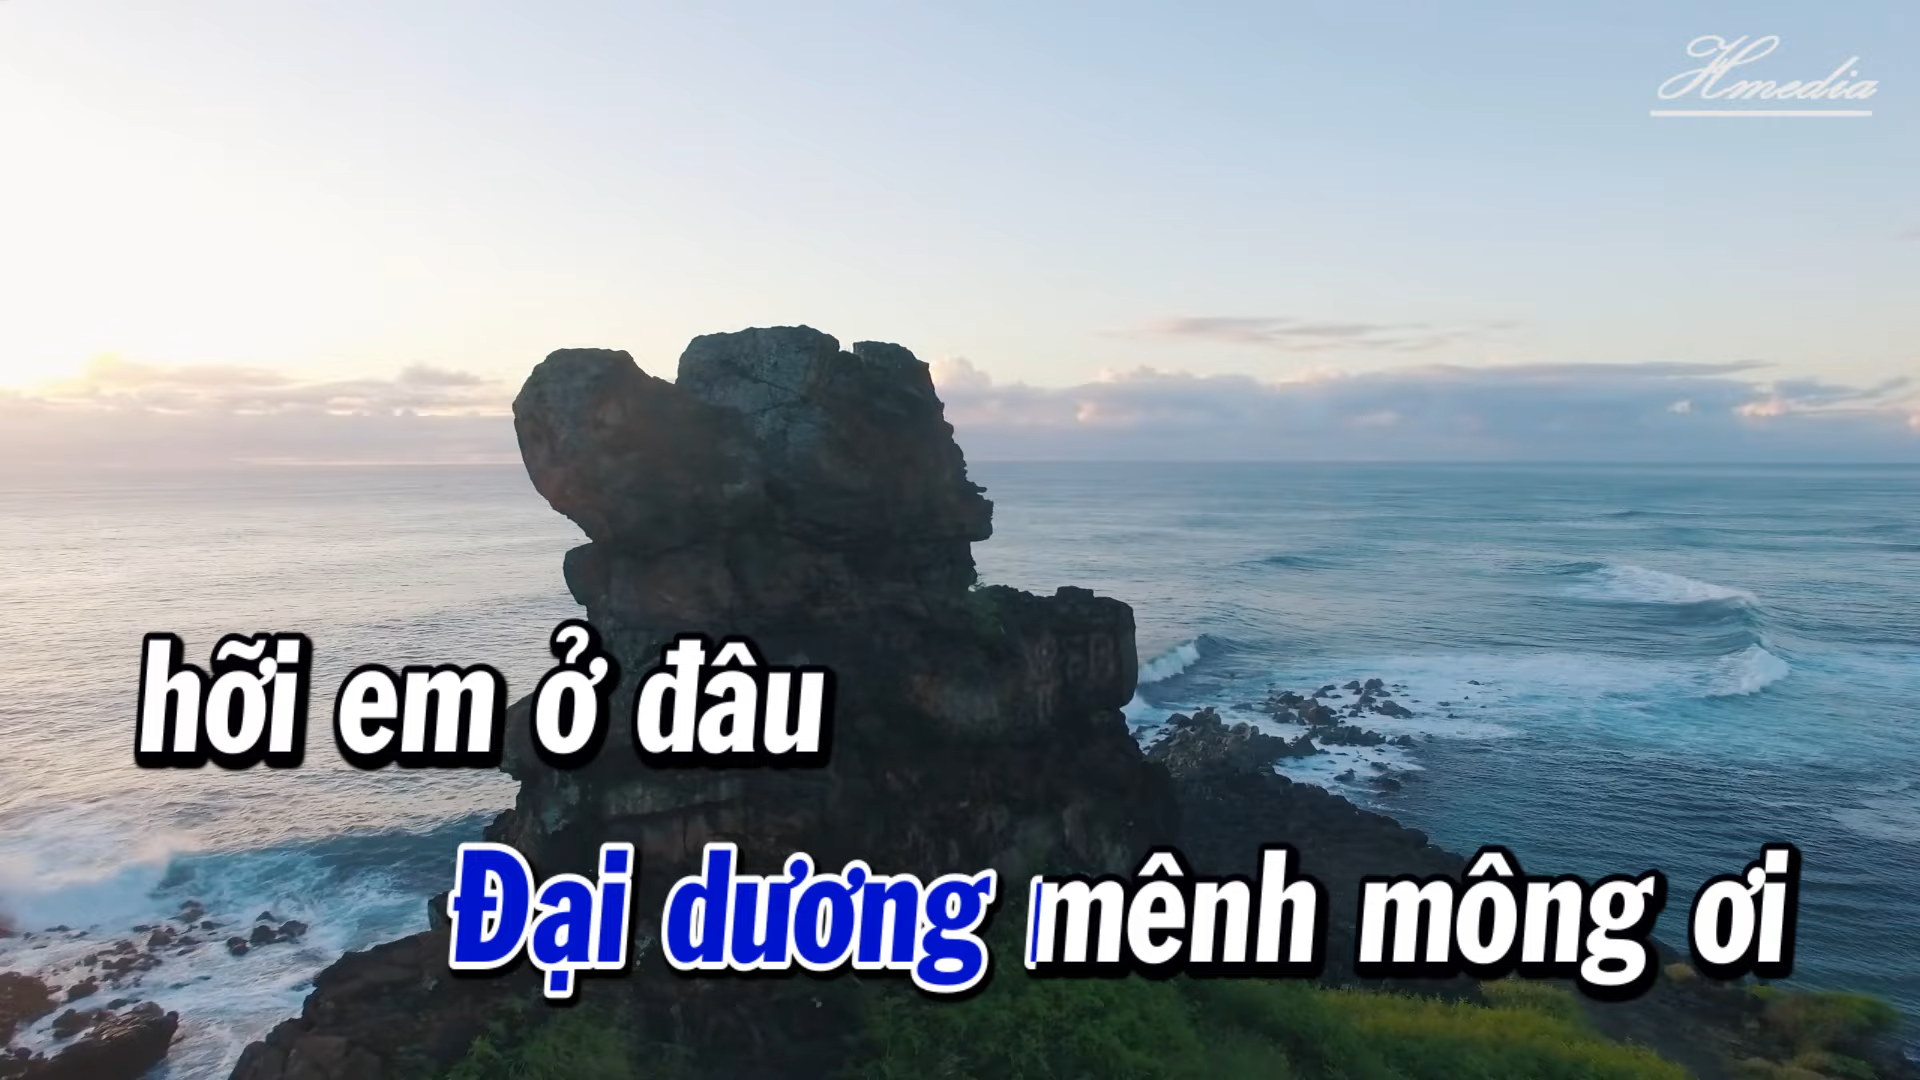 Hmedia
hỡi em ở đâu
Đại dương mênh mông ơi